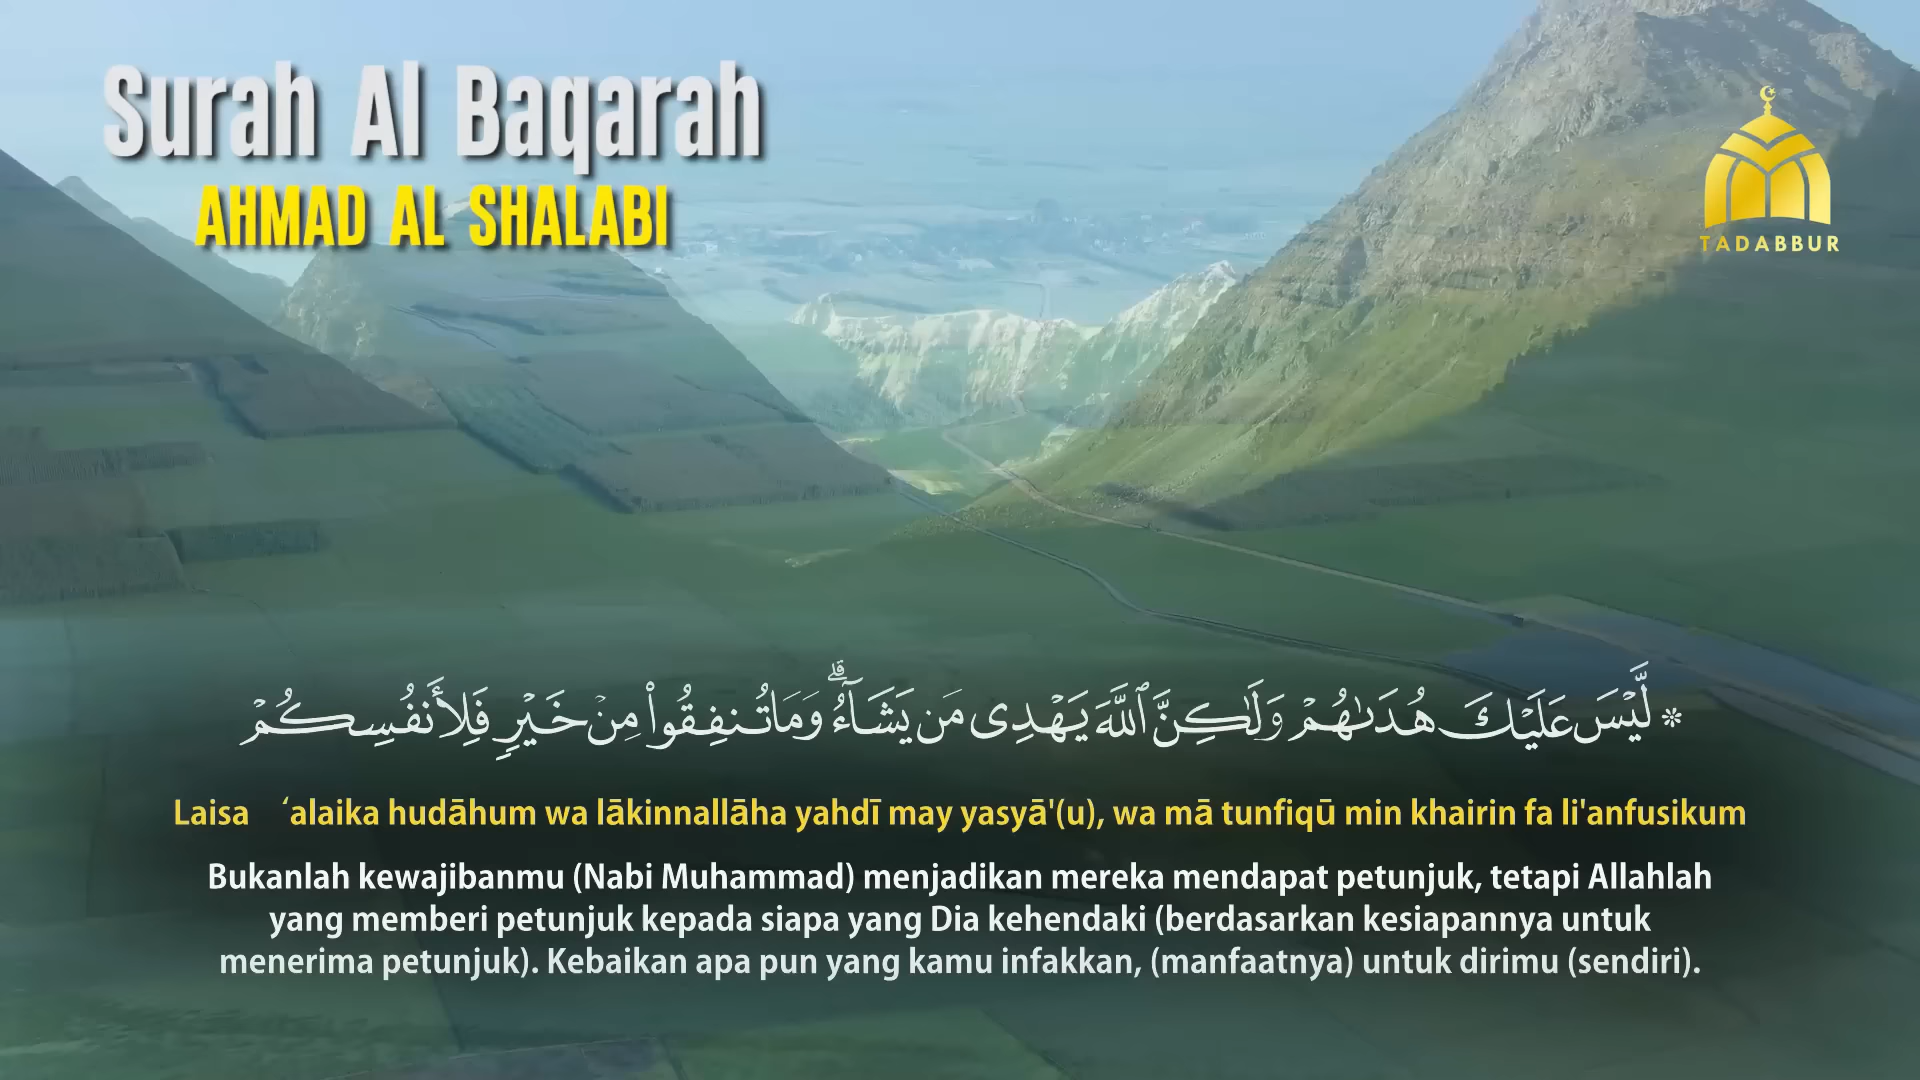 Surah Al Baqarah
AHMAD AL SHALABI
TADABBUR
* لَّيْسَ عَلَيْكَ هُدَىٰهُمْ وَلَٰكِنَّ ٱللَّهَ يَهْدِى مَن يَشَآءُ ۗ وَمَا تُنفِقُوا۟ مِنْ خَيْرٍ فَلِأَنفُسِكُمْ
Laisa ‘alaika hudāhum wa lākinnallāha yahdī may yasyā'(u), wa mā tunfiqū min khairin fa li'anfusikum
Bukanlah kewajibanmu (Nabi Muhammad) menjadikan mereka mendapat petunjuk, tetapi Allahlah
yang memberi petunjuk kepada siapa yang Dia kehendaki (berdasarkan kesiapannya untuk
menerima petunjuk). Kebaikan apa pun yang kamu infakkan, (manfaatnya) untuk dirimu (sendiri).